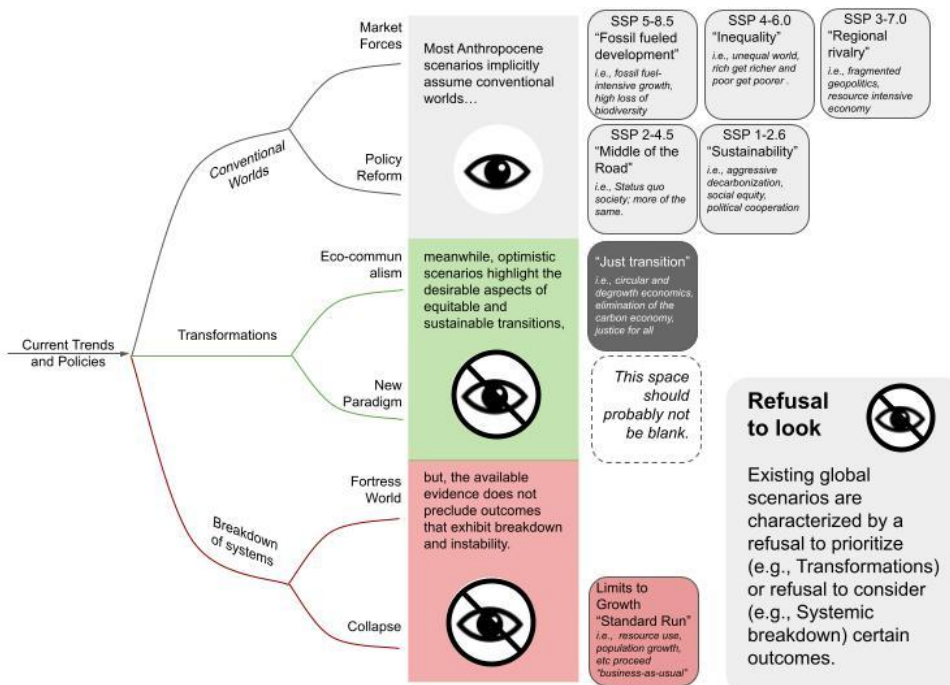 Current Trends
and Policies
Conventional
Worlds
Market
Forces
Policy
Reform
Most Anthropocene
scenarios implicitly
assume conventional
worlds…
SSP 5-8.5
“Fossil fueled
development”
i.e., fossil fuel-
intensive growth,
high loss of
biodiversity
SSP 4-6.0
“Inequality”
i.e., unequal world,
rich get richer and
poor get poorer .
SSP 3-7.0
“Regional
rivalry”
i.e., fragmented
geopolitics,
resource intensive
economy
SSP 2-4.5
“Middle of the
Road”
i.e., Status quo
society; more of the
same.
SSP 1-2.6
“Sustainability”
i.e., aggressive
decarbonization,
social equity,
political cooperation
Transformations
Eco-commun
alism
New
Paradigm
meanwhile, optimistic
scenarios highlight the
desirable aspects of
equitable and
sustainable transitions,
“Just transition”
i.e., circular and
degrowth economics,
elimination of the
carbon economy,
justice for all
This space
should
probably not
be blank.
Breakdown
of systems
Fortress
World
Collapse
but, the available
evidence does not
preclude outcomes
that exhibit breakdown
and instability.
Limits to
Growth
“Standard Run”
i.e., resource use,
population growth,
etc proceed
“business-as-usual”
Refusal
to look
Existing global
scenarios are
characterized by a
refusal to prioritize
(e.g., Transformations)
or refusal to consider
(e.g., Systemic
breakdown) certain
outcomes.